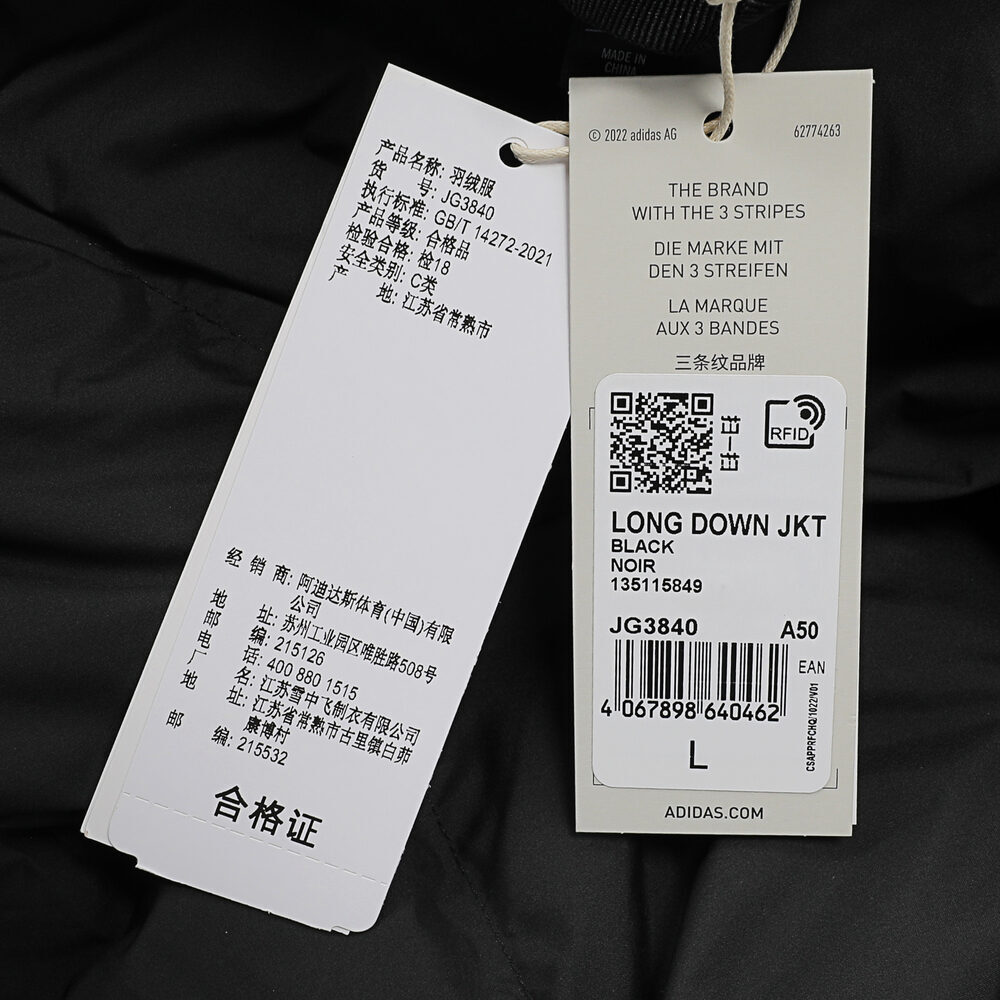 MADE IN
CHINA
产品名称: 羽绒服
货 号: JG3840
执行标准: GB/T 14272-2021
产品等级: 合格品
检验合格: 检18
安全类别: C类
产 地: 江苏省常熟市
经 销 商: 阿迪达斯体育(中国)有限
公司
地 址: 苏州工业园区唯胜路508号
邮 编: 215126
电 话: 400 880 1515
厂 名: 江苏雪中飞制衣有限公司
地 址: 江苏省常熟市古里镇白茆
康博村
邮 编: 215532
合格证
© 2022 adidas AG
62774263
THE BRAND
WITH THE 3 STRIPES
DIE MARKE MIT
DEN 3 STREIFEN
LA MARQUE
AUX 3 BANDES
三条纹品牌
扫一扫
RFID
LONG DOWN JKT
BLACK
NOIR
135115849
JG3840 A50
EAN
4 067898 640462
CSAPPRFCHQ/1022/V01
L
ADIDAS.COM